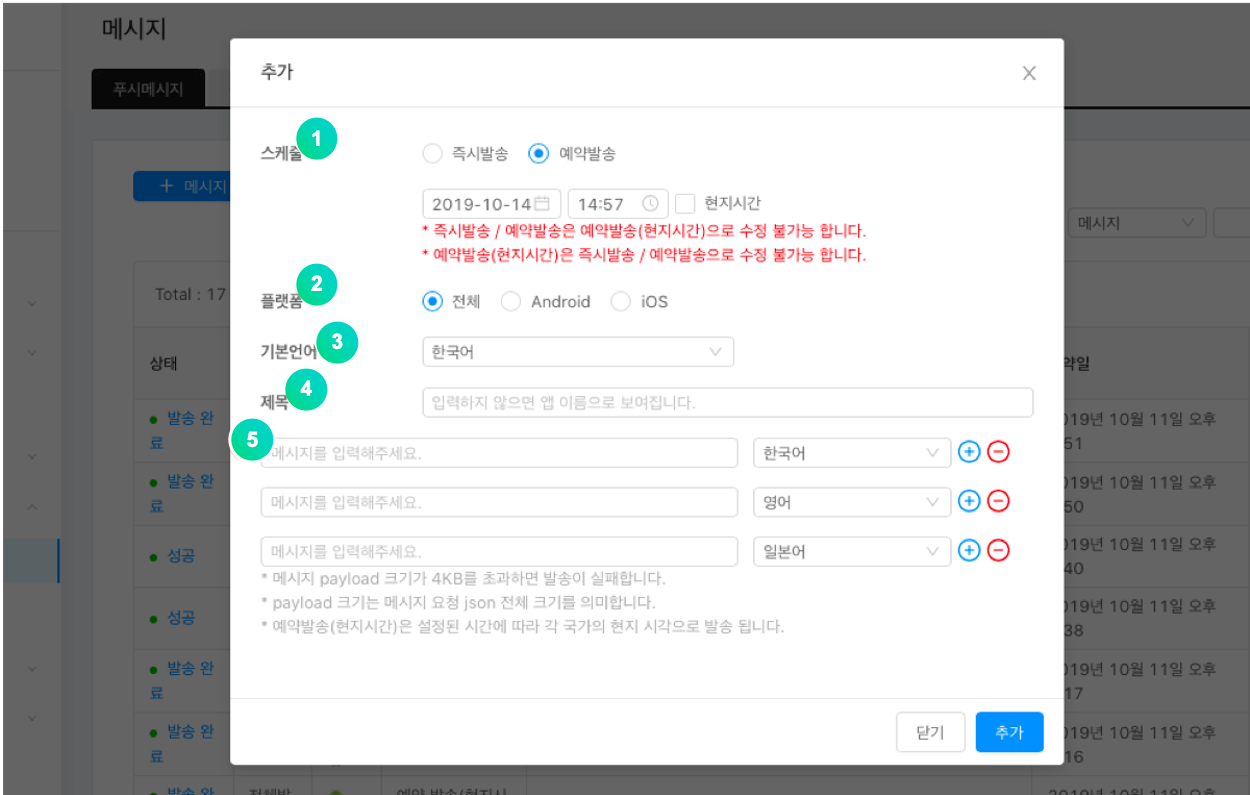 메시지
푸시메시지
추가
1
스케줄
즉시발송
예약발송
+ 메시지
2019-10-14
14:57
현지시간
메시지
* 즉시발송 / 예약발송은 예약발송(현지시간)으로 수정 불가능 합니다.
* 예약발송(현지시간)은 즉시발송 / 예약발송으로 수정 불가능 합니다.
2
Total : 17
플랫폼
전체
Android
iOS
3
기본언어
한국어
상태
약일
4
제목
입력하지 않으면 앱 이름으로 보여집니다.
발송 완
료
019년 10월 11일 오후
51
5
메시지를 입력해주세요.
한국어
발송 완
료
019년 10월 11일 오후
50
메시지를 입력해주세요.
영어
성공
019년 10월 11일 오후
40
메시지를 입력해주세요.
일본어
* 메시지 payload 크기가 4KB를 초과하면 발송이 실패합니다.
* payload 크기는 메시지 요청 json 전체 크기를 의미합니다.
* 예약발송(현지시간)은 설정된 시간에 따라 각 국가의 현지 시각으로 발송 됩니다.
성공
019년 10월 11일 오후
38
발송 완
료
019년 10월 11일 오후
17
발송 완
료
019년 10월 11일 오후
16
닫기
추가
발송 완
전체발
예약 발송(현지시
2019년 10월 11일 오후